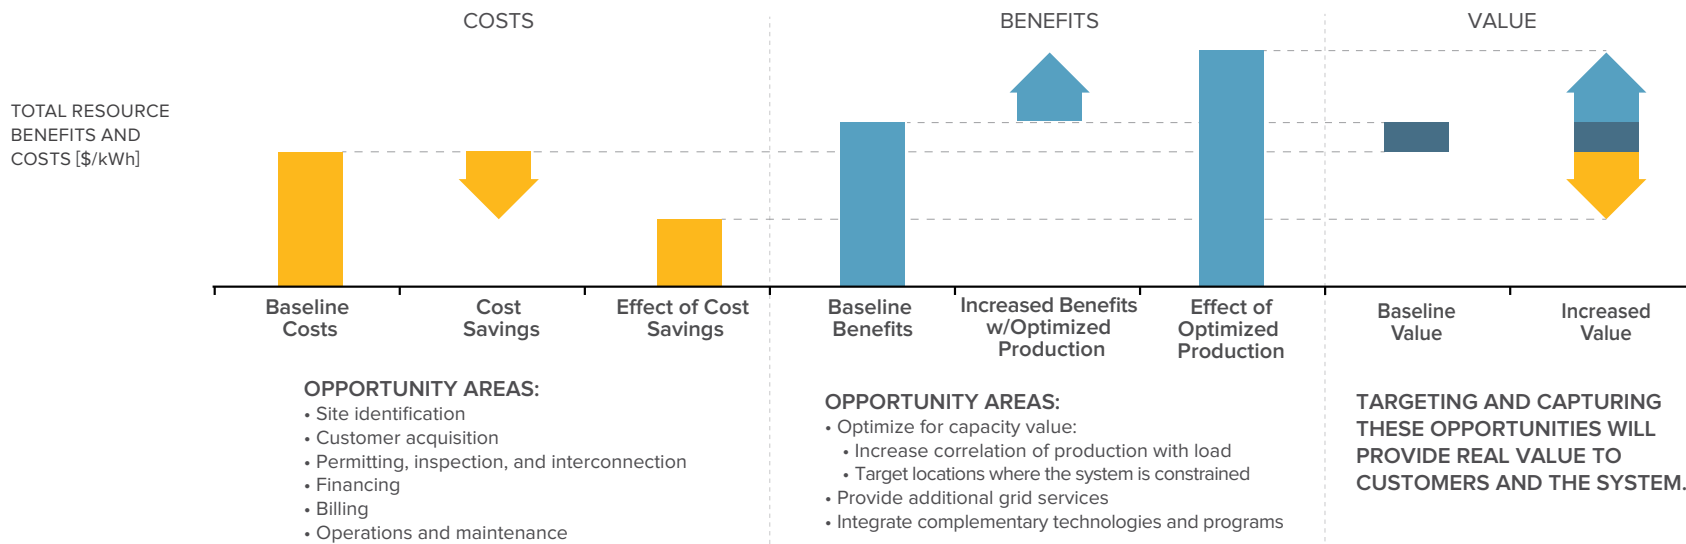 COSTS
BENEFITS
VALUE
TOTAL RESOURCE
BENEFITS AND
COSTS [$/kWh]
Baseline
Costs
Cost
Savings
Effect of Cost
Savings
Baseline
Benefits
Increased Benefits
w/Optimized
Production
Effect of
Optimized
Production
Baseline
Value
Increased
Value
OPPORTUNITY AREAS:
• Site identification
• Customer acquisition
• Permitting, inspection, and interconnection
• Financing
• Billing
• Operations and maintenance
OPPORTUNITY AREAS:
• Optimize for capacity value:
• Increase correlation of production with load
• Target locations where the system is constrained
• Provide additional grid services
• Integrate complementary technologies and programs
TARGETING AND CAPTURING
THESE OPPORTUNITIES WILL
PROVIDE REAL VALUE TO
CUSTOMERS AND THE SYSTEM.